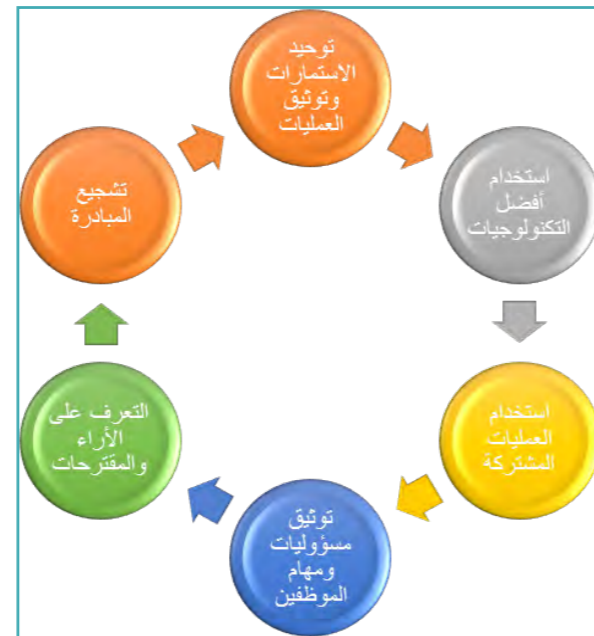 توحيد
الاستمارات
وتوثيق
العمليات
استخدام
أفضل
التكنولوجيات
استخدام
العمليات
المشتركة
توثيق
مسؤوليات
ومهام
الموظفين
التعرف على
الأراء
والمقترحات
تشجيع
المبادرة